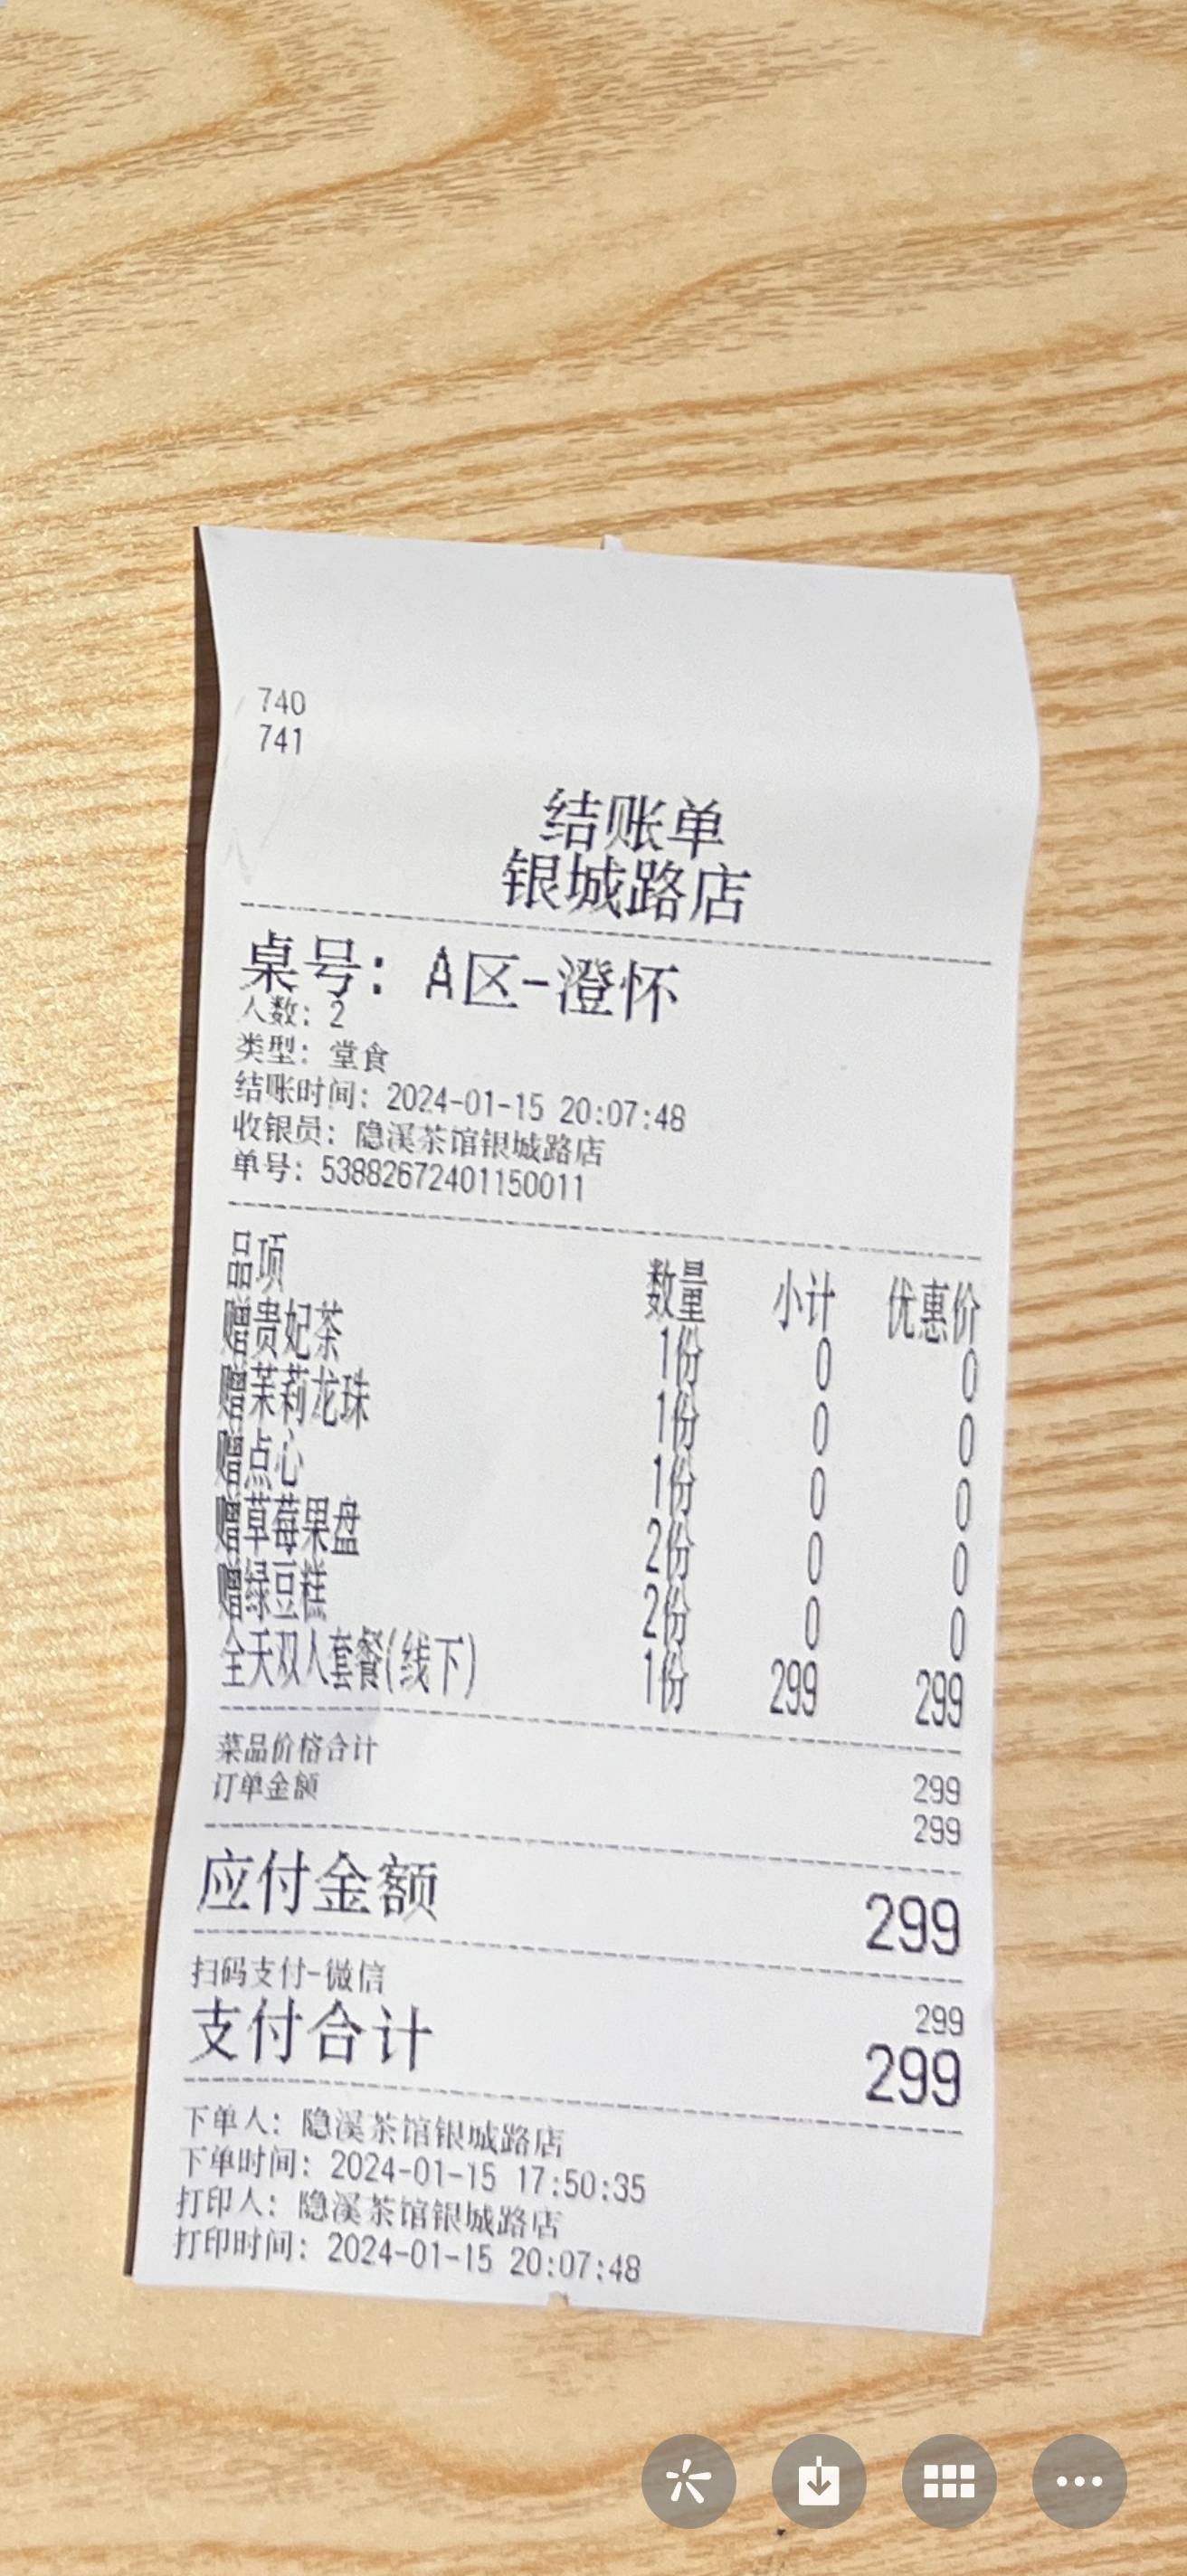 740
741
结账单
银城路店
桌号: A区-澄怀
人数: 2
类型: 堂食
结账时间: 2024-01-15 20:07:48
收银员: 隐溪茶馆银城路店
单号: 53882672401150011
品项 数量 小计 优惠价
赠贵妃茶 1份 0 0
赠茉莉龙珠 1份 0 0
赠点心 1份 0 0
赠草莓果盘 2份 0 0
赠绿豆糕 2份 0 0
全天双人套餐(线下) 1份 299 299
菜品价格合计 299
订单金额 299
应付金额 299
扫码支付-微信 299
支付合计 299
下单人: 隐溪茶馆银城路店
下单时间: 2024-01-15 17:50:35
打印人: 隐溪茶馆银城路店
打印时间: 2024-01-15 20:07:48